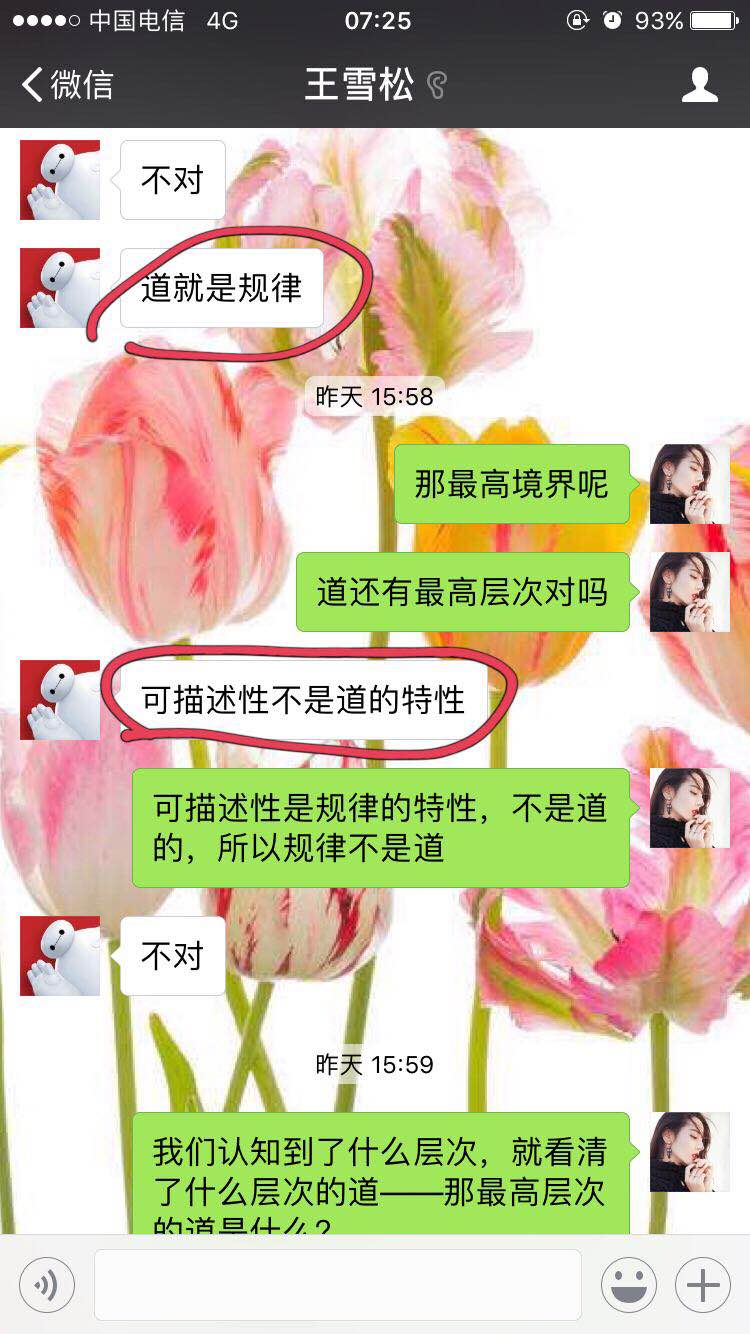 中国电信 4G 07:25 93%
微信 王雪松
不对
道就是规律
昨天 15:58
那最高境界呢
道还有最高层次对吗
可描述性不是道的特性
可描述性是规律的特性，不是道
的，所以规律不是道
不对
昨天 15:59
我们认知到了什么层次，就看清
了什么层次的道——那最高层次
的道是什么?